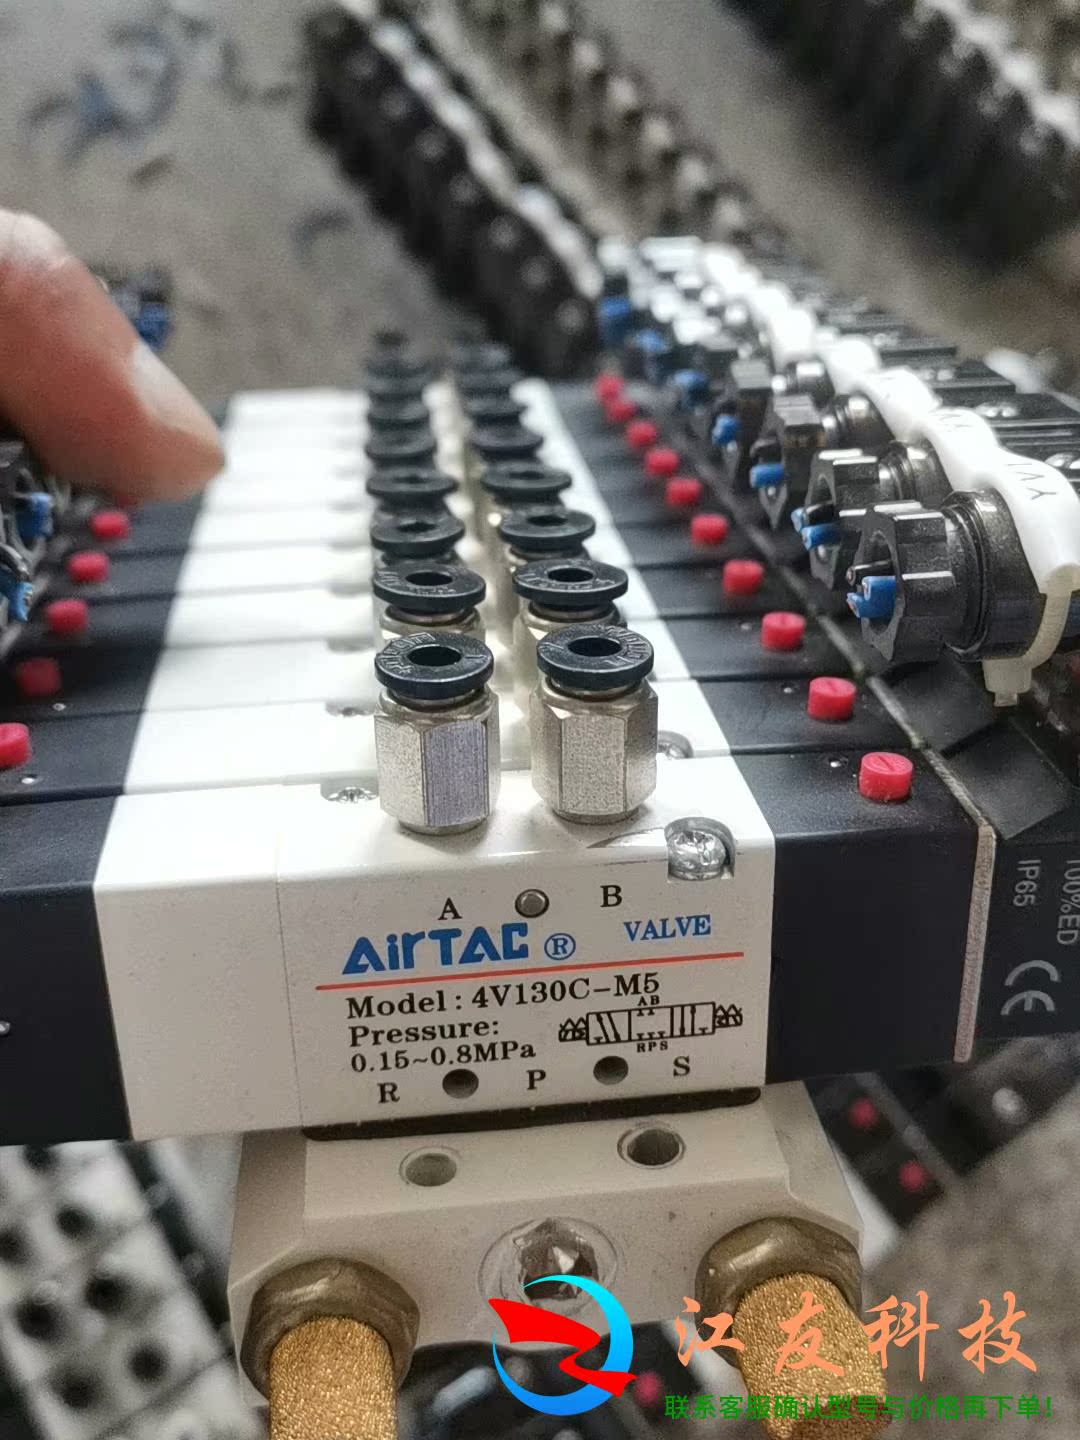 YV1
A B
AirTAC ® VALVE
Model: 4V130C-M5
Pressure:
0.15~0.8MPa
AB
RPS
R P S
100%ED
IP65
CE
江友科技
联系客服确认型号与价格再下单!